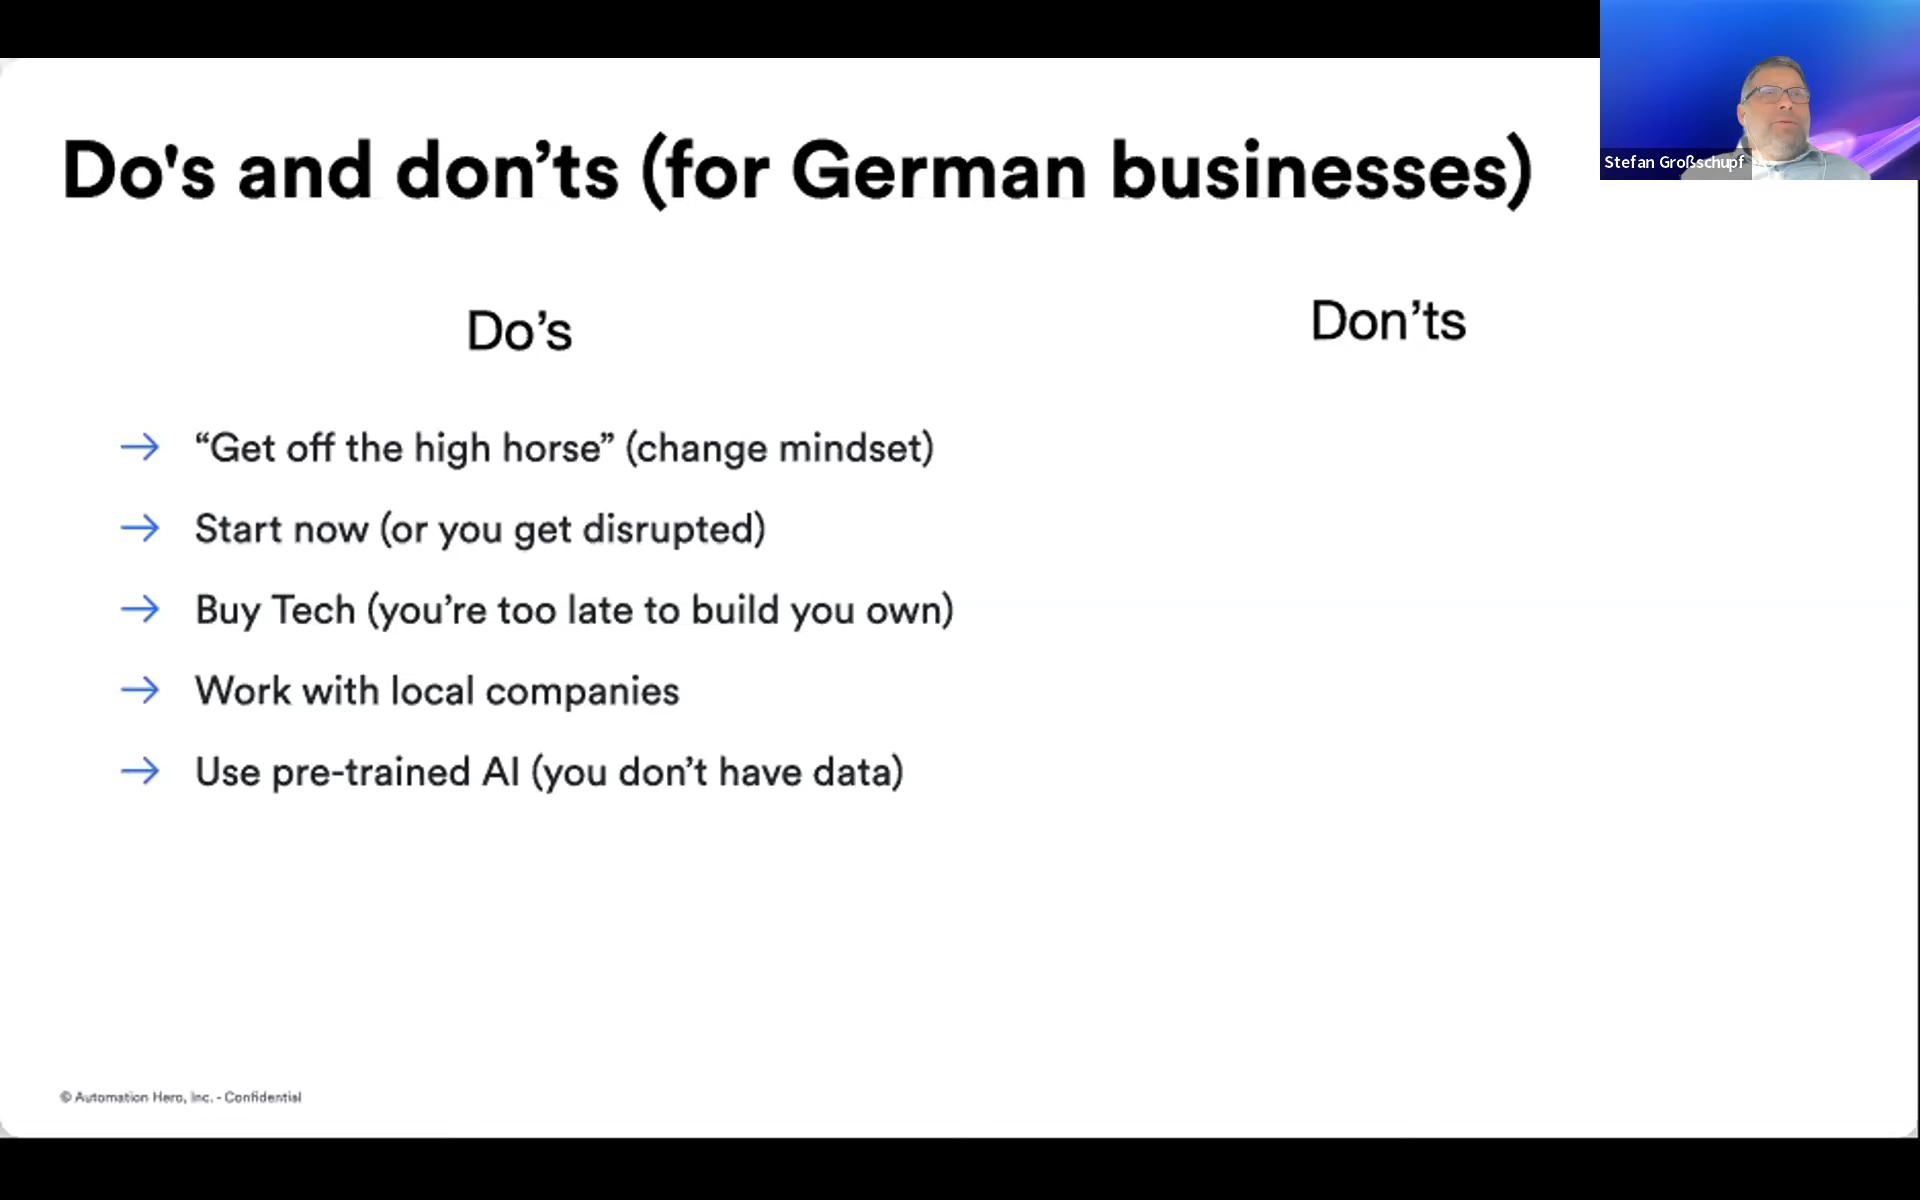 Do's and don’ts (for German businesses)
Stefan Großschupf
Do’s
Don’ts
→ “Get off the high horse” (change mindset)
→ Start now (or you get disrupted)
→ Buy Tech (you’re too late to build you own)
→ Work with local companies
→ Use pre-trained AI (you don’t have data)
© Automation Hero, Inc. - Confidential